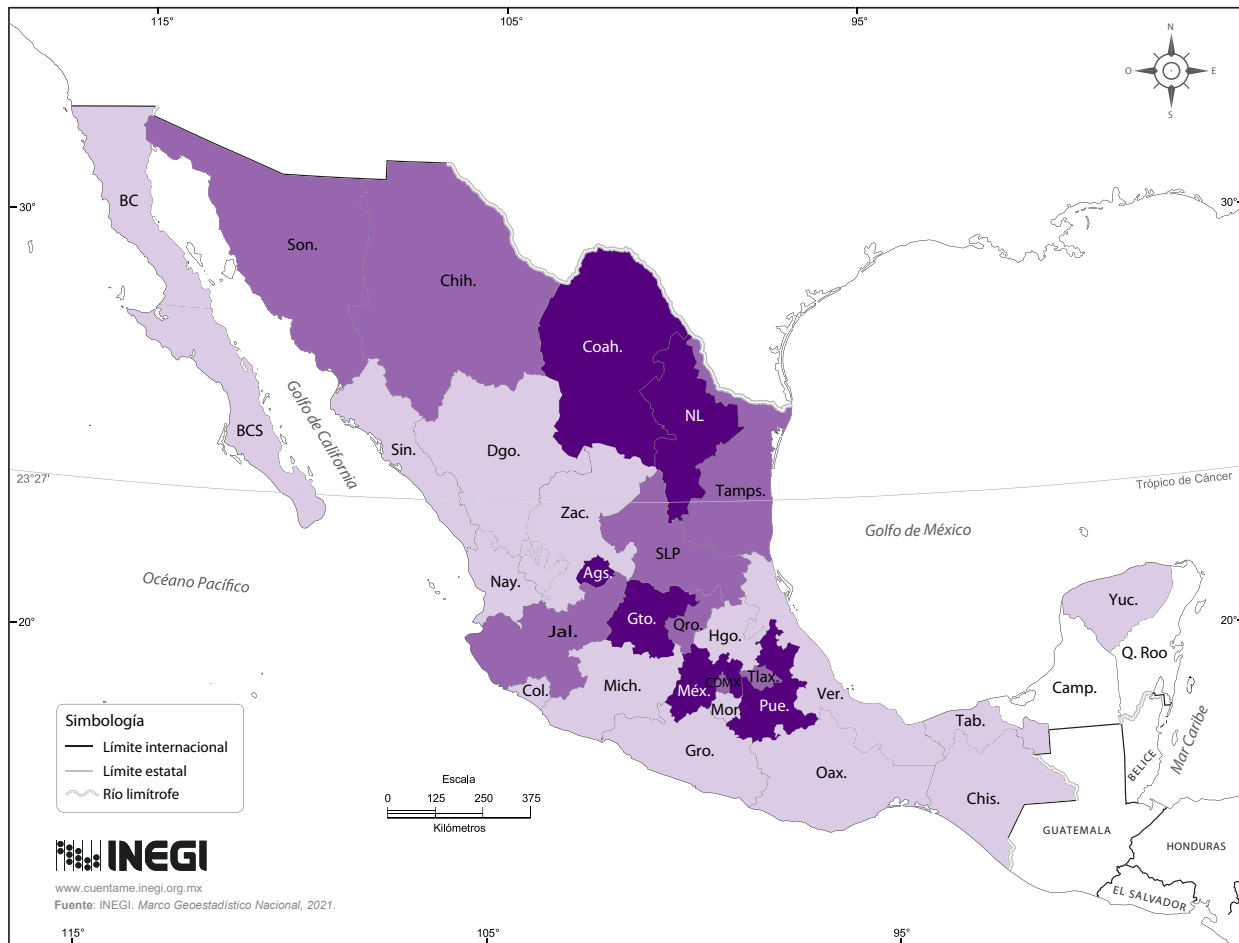 115°
105°
95°
N
O
E
S
30°
30°
BC
Son.
Chih.
Coah.
NL
BCS
Golfo de California
Sin.
Dgo.
23°27'
Tamps.
Trópico de Cáncer
Zac.
Golfo de México
SLP
Océano Pacífico
Nay.
Ags.
Yuc.
20°
20°
Jal.
Gto.
Qro.
Hgo.
Q. Roo
Camp.
Col.
Mich.
Méx.
CDMX
Tlax.
Mor.
Pue.
Ver.
Tab.
Mar Caribe
Gro.
Oax.
Chis.
BELICE
GUATEMALA
HONDURAS
EL SALVADOR
Simbología
Límite internacional
Límite estatal
Río limítrofe
Escala
0 125 250 375
Kilómetros
INEGI
www.cuentame.inegi.org.mx
Fuente: INEGI. Marco Geoestadístico Nacional, 2021.
115°
105°
95°